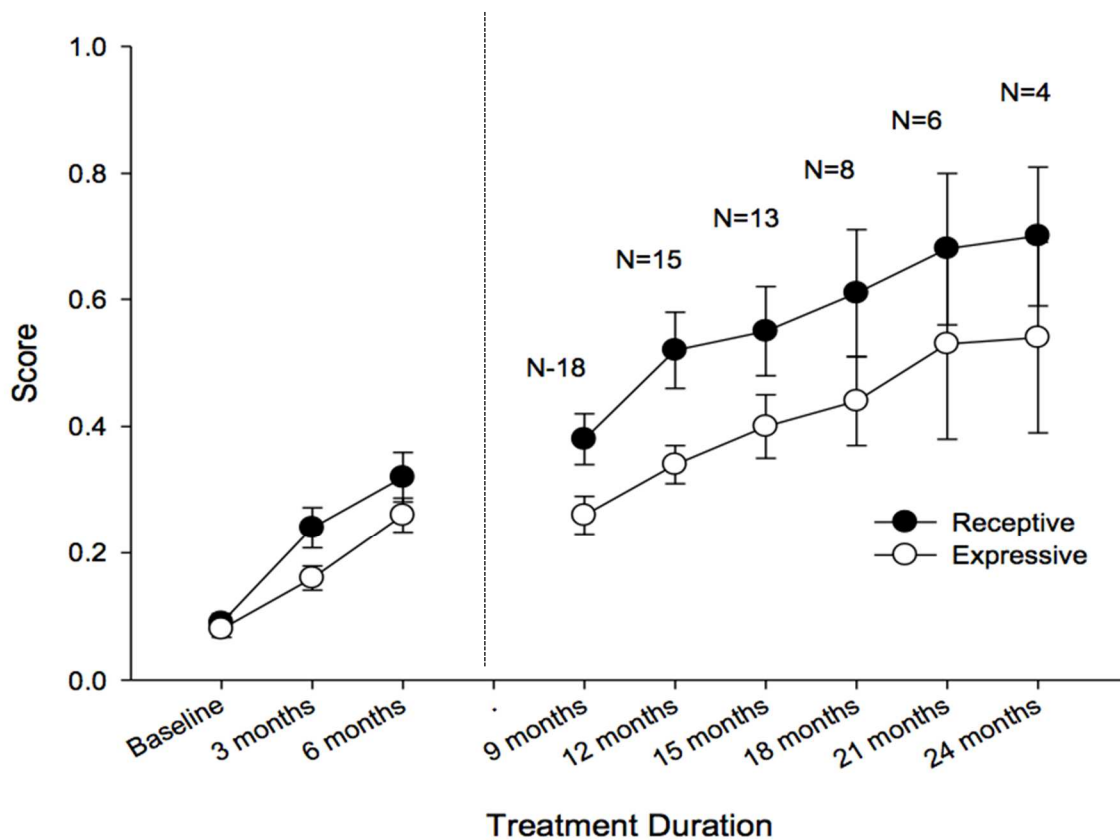 1.0
N=4
N=6
0.8
N=8
N=13
N=15
0.6
Score
N-18
0.4
Receptive
Expressive
0.2
0.0
Baseline
3 months
6 months
.
9 months
12 months
15 months
18 months
21 months
24 months
Treatment Duration